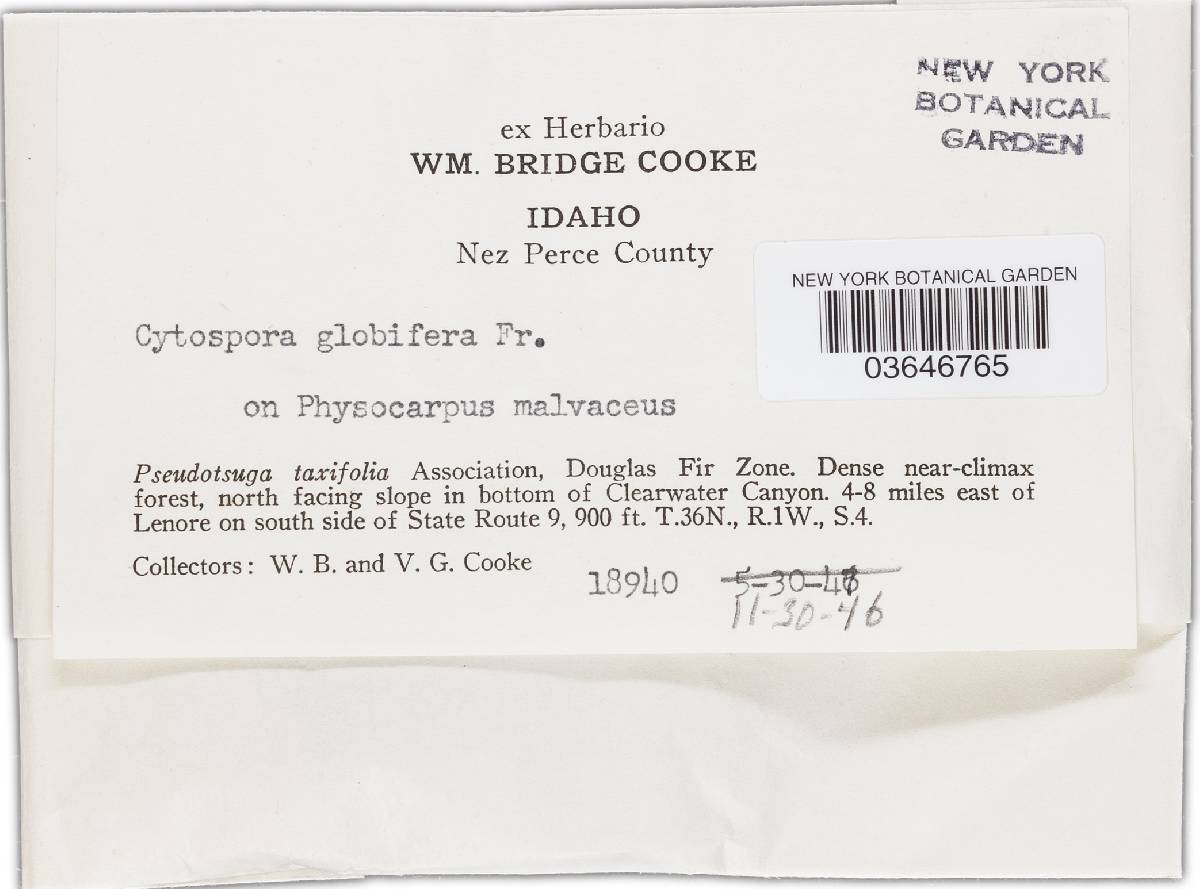 NEW YORK
BOTANICAL
GARDEN
ex Herbario
WM. BRIDGE COOKE
IDAHO
Nez Perce County
NEW YORK BOTANICAL GARDEN
03646765
Cytospora globifera Fr.
on Physocarpus malvaceus
Pseudotsuga taxifolia Association, Douglas Fir Zone. Dense near-climax
forest, north facing slope in bottom of Clearwater Canyon. 4-8 miles east of
Lenore on south side of State Route 9, 900 ft. T.36N., R.1W., S.4.
Collectors: W. B. and V. G. Cooke
18940
11-30-46